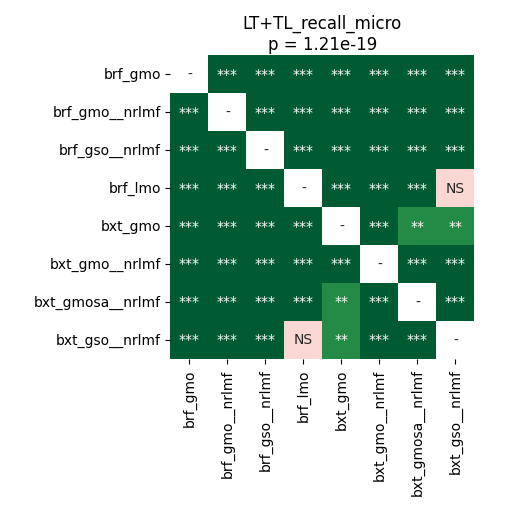 LT+TL_recall_micro
p = 1.21e-19
brf_gmo - *** *** *** *** *** *** ***
brf_gmo__nrlmf *** - *** *** *** *** *** ***
brf_gso__nrlmf *** *** - *** *** *** *** ***
brf_lmo *** *** *** - *** *** *** NS
bxt_gmo *** *** *** *** - *** ** **
bxt_gmo__nrlmf *** *** *** *** *** - *** ***
bxt_gmosa__nrlmf *** *** *** *** ** *** - ***
bxt_gso__nrlmf *** *** *** NS ** *** *** -
brf_gmo
brf_gmo__nrlmf
brf_gso__nrlmf
brf_lmo
bxt_gmo
bxt_gmo__nrlmf
bxt_gmosa__nrlmf
bxt_gso__nrlmf